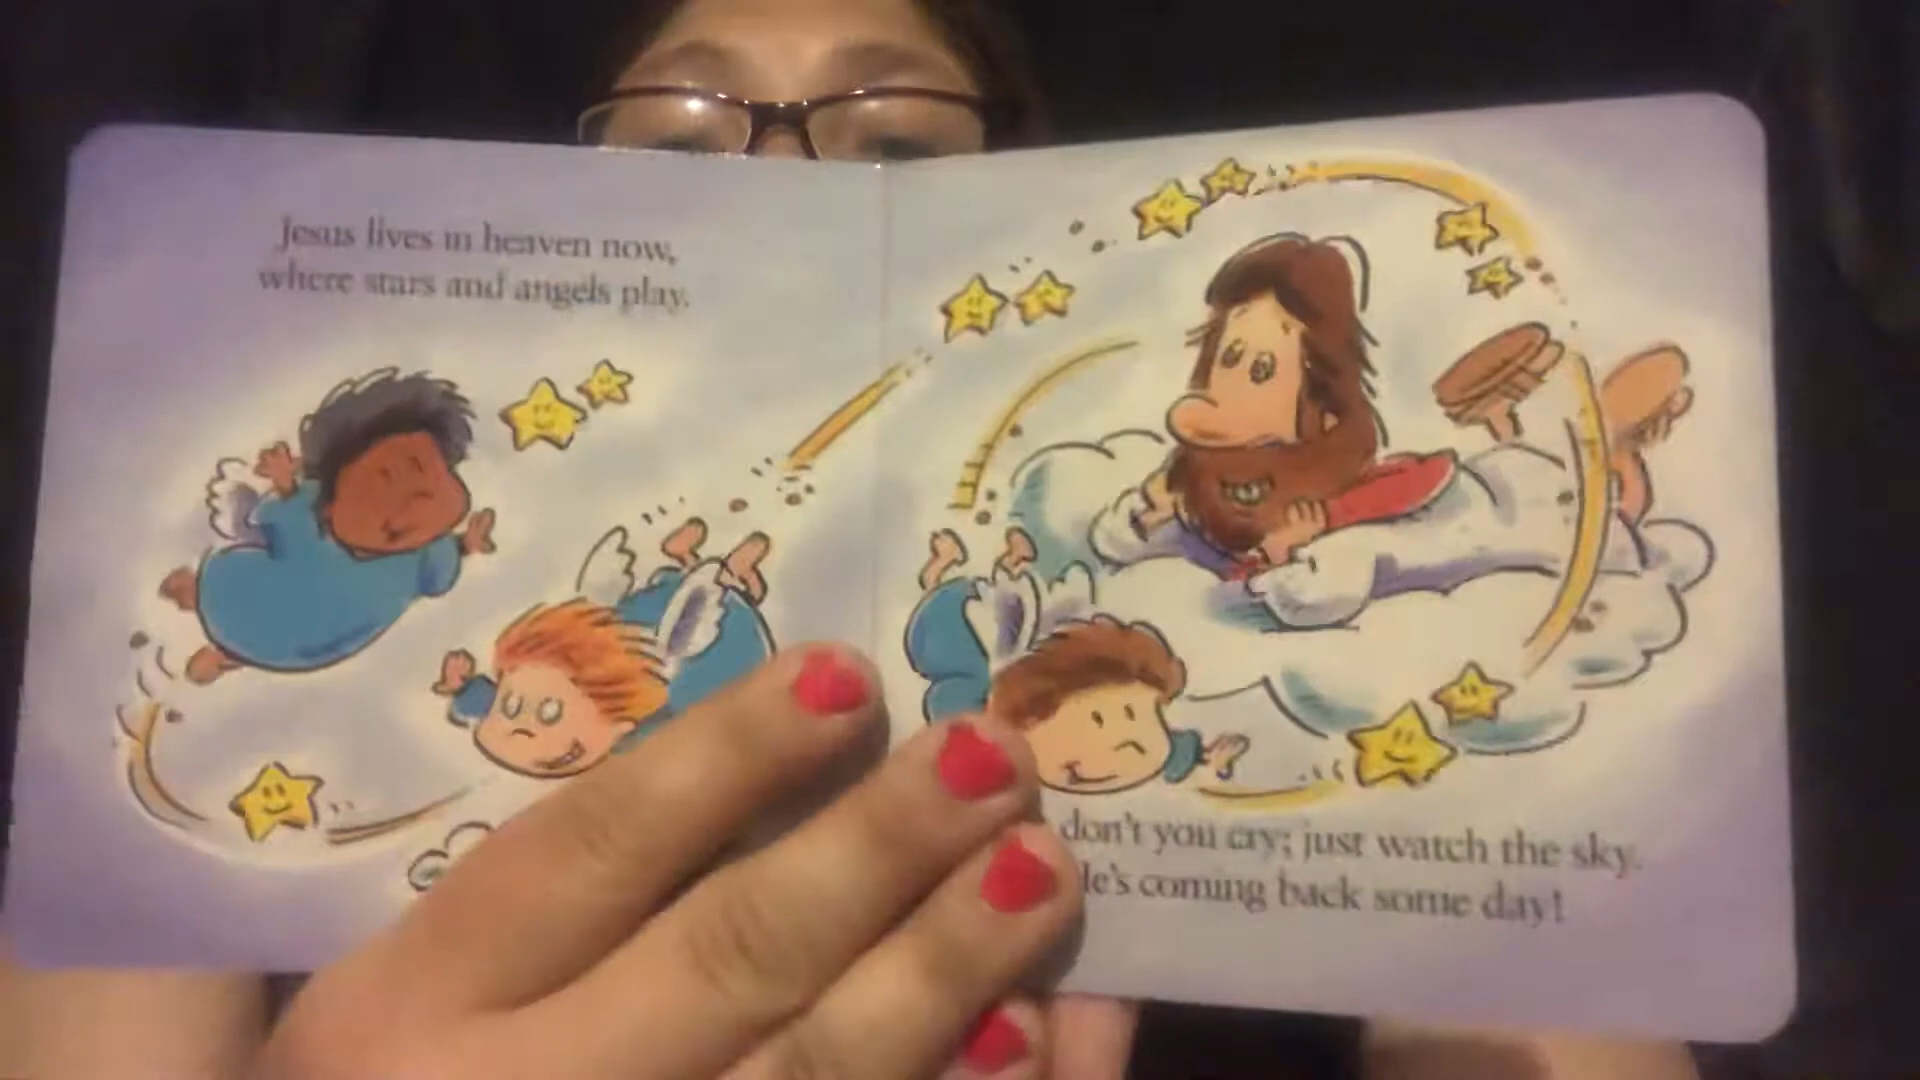 Jesus lives in heaven now,
where stars and angels play.
don't you cry; just watch the sky.
He's coming back some day!